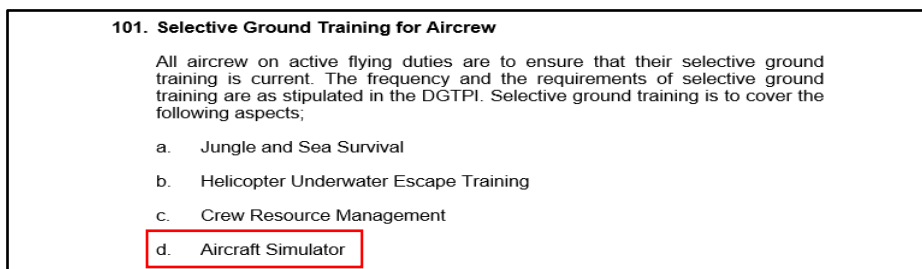 101. Selective Ground Training for Aircrew
All aircrew on active flying duties are to ensure that their selective ground
training is current. The frequency and the requirements of selective ground
training are as stipulated in the DGTPI. Selective ground training is to cover the
following aspects;
a. Jungle and Sea Survival
b. Helicopter Underwater Escape Training
c. Crew Resource Management
d. Aircraft Simulator